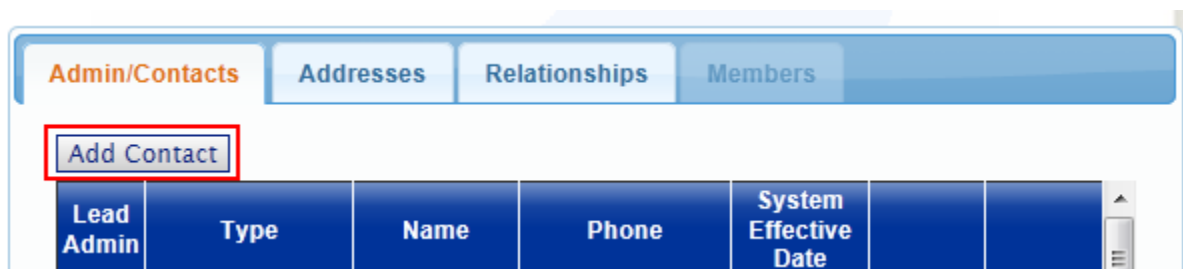 Admin/Contacts Addresses Relationships Members
Add Contact
Lead Admin Type Name Phone System Effective Date